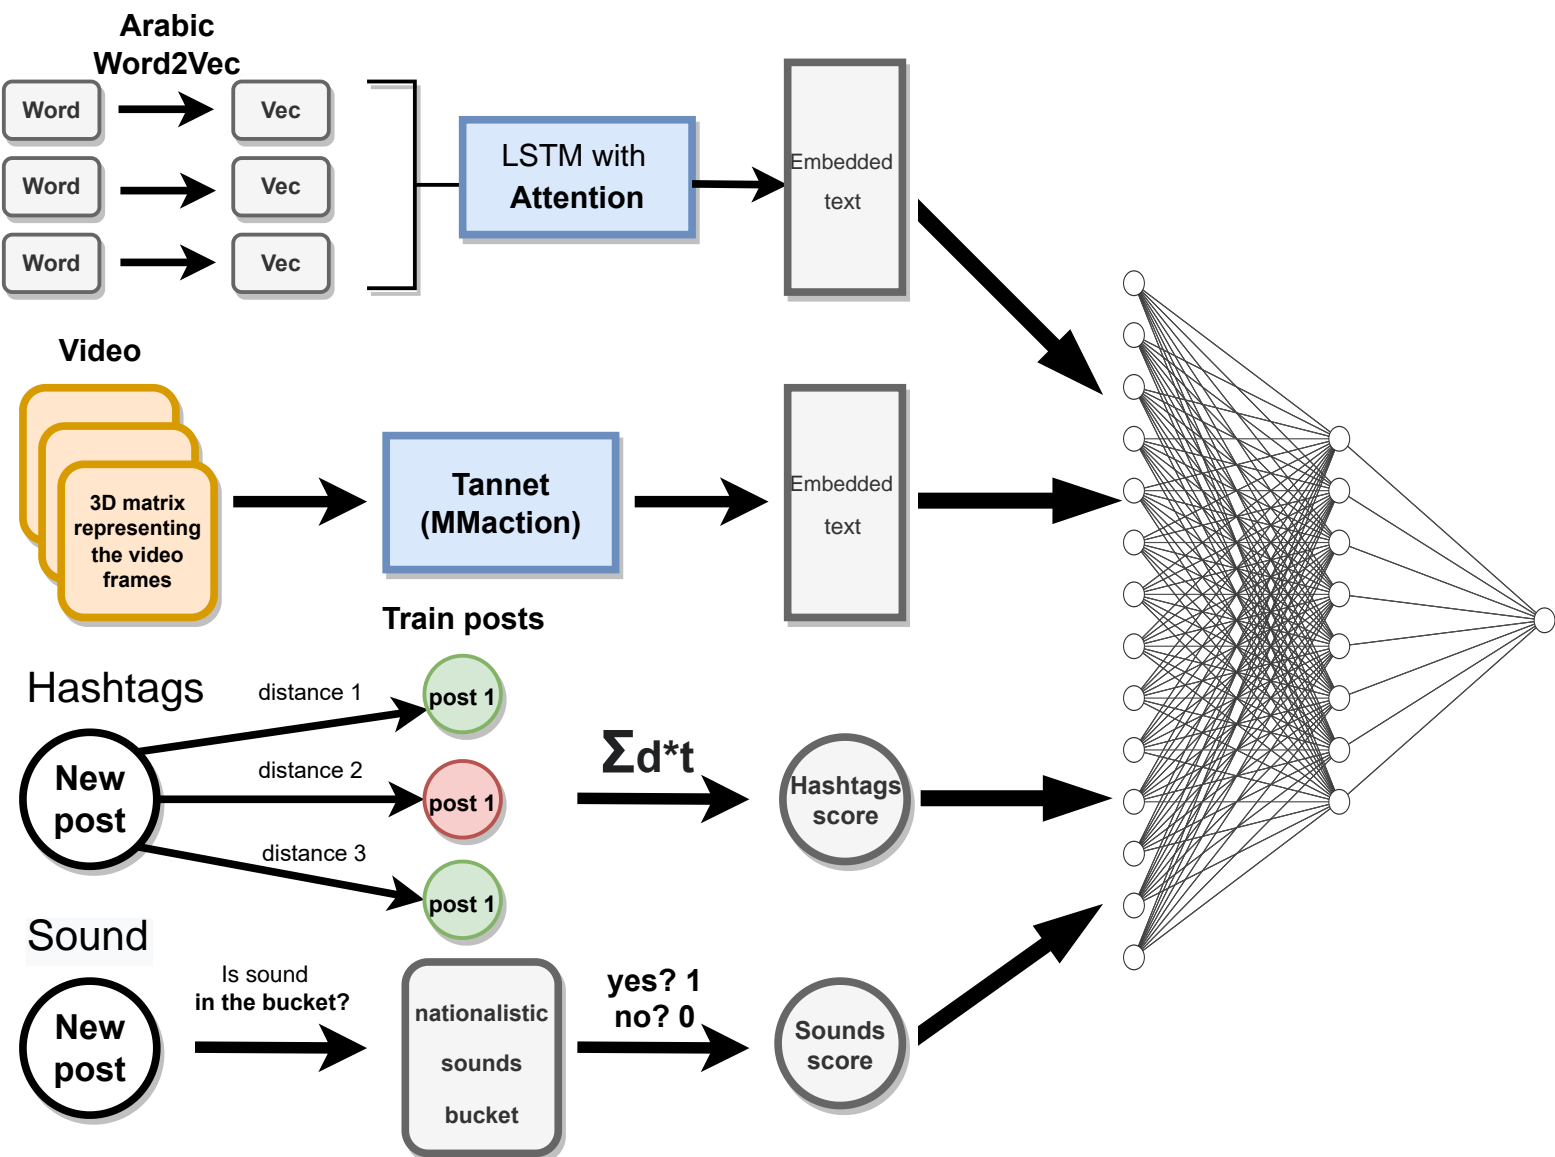 Arabic
Word2Vec
Word
Vec
Word
Vec
Word
Vec
LSTM with
Attention
Embedded
text
Video
3D matrix
representing
the video
frames
Tannet
(MMaction)
Embedded
text
Train posts
Hashtags
New
post
distance 1
distance 2
distance 3
post 1
post 1
post 1
Σd*t
Hashtags
score
Sound
New
post
Is sound
in the bucket?
nationalistic
sounds
bucket
yes? 1
no? 0
Sounds
score